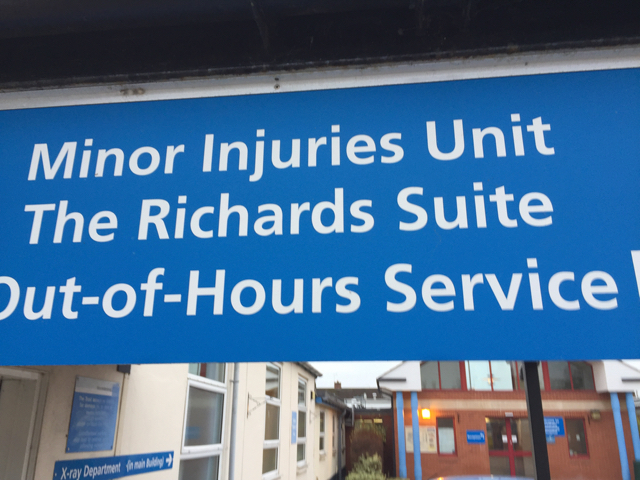 Minor Injuries Unit
The Richards Suite
Out-of-Hours Service
X-ray Department (in main Building)